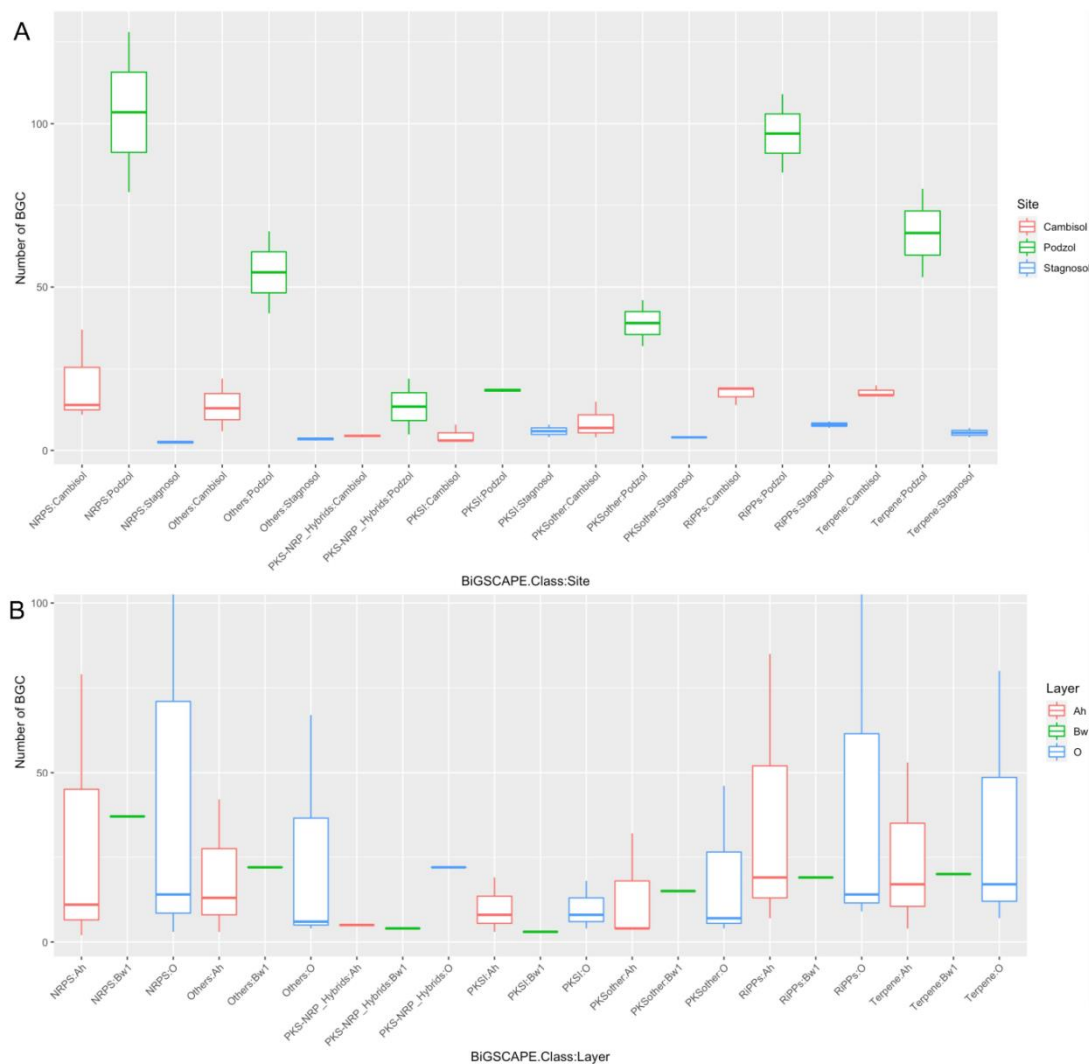 A
Number of BGC
100
50
0
NRPS:Cambisol
NRPS:Podzol
NRPS:Stagnosol
Others:Cambisol
Others:Podzol
Others:Stagnosol
PKS-NRP_Hybrids:Cambisol
PKS-NRP_Hybrids:Podzol
PKSI:Cambisol
PKSI:Podzol
PKSI:Stagnosol
PKSother:Cambisol
PKSother:Podzol
PKSother:Stagnosol
RiPPs:Cambisol
RiPPs:Podzol
RiPPs:Stagnosol
Terpene:Cambisol
Terpene:Podzol
Terpene:Stagnosol
BiGSCAPE.Class:Site
Site
Cambisol
Podzol
Stagnosol
B
Number of BGC
100
50
0
NRPS:Ah
NRPS:Bw1
NRPS:O
Others:Ah
Others:Bw1
Others:O
PKS-NRP_Hybrids:Ah
PKS-NRP_Hybrids:Bw1
PKS-NRP_Hybrids:O
PKSI:Ah
PKSI:Bw1
PKSI:O
PKSother:Ah
PKSother:Bw1
PKSother:O
RiPPs:Ah
RiPPs:Bw1
RiPPs:O
Terpene:Ah
Terpene:Bw1
Terpene:O
BiGSCAPE.Class:Layer
Layer
Ah
Bw
O